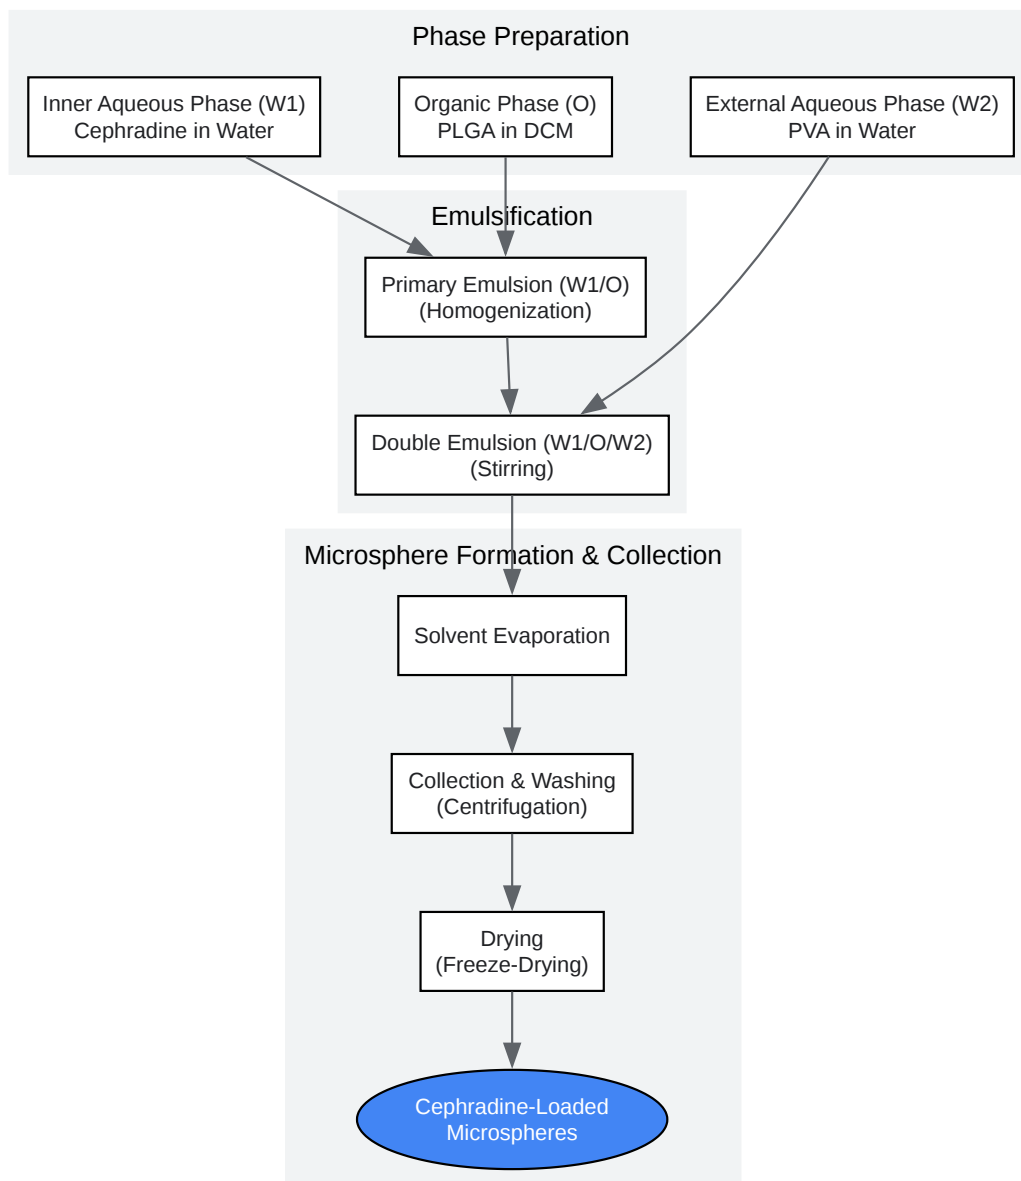 Phase Preparation
Inner Aqueous Phase (W1)
Cephradine in Water
Organic Phase (O)
PLGA in DCM
External Aqueous Phase (W2)
PVA in Water
Emulsification
Primary Emulsion (W1/O)
(Homogenization)
Double Emulsion (W1/O/W2)
(Stirring)
Microsphere Formation & Collection
Solvent Evaporation
Collection & Washing
(Centrifugation)
Drying
(Freeze-Drying)
Cephradine-Loaded
Microspheres